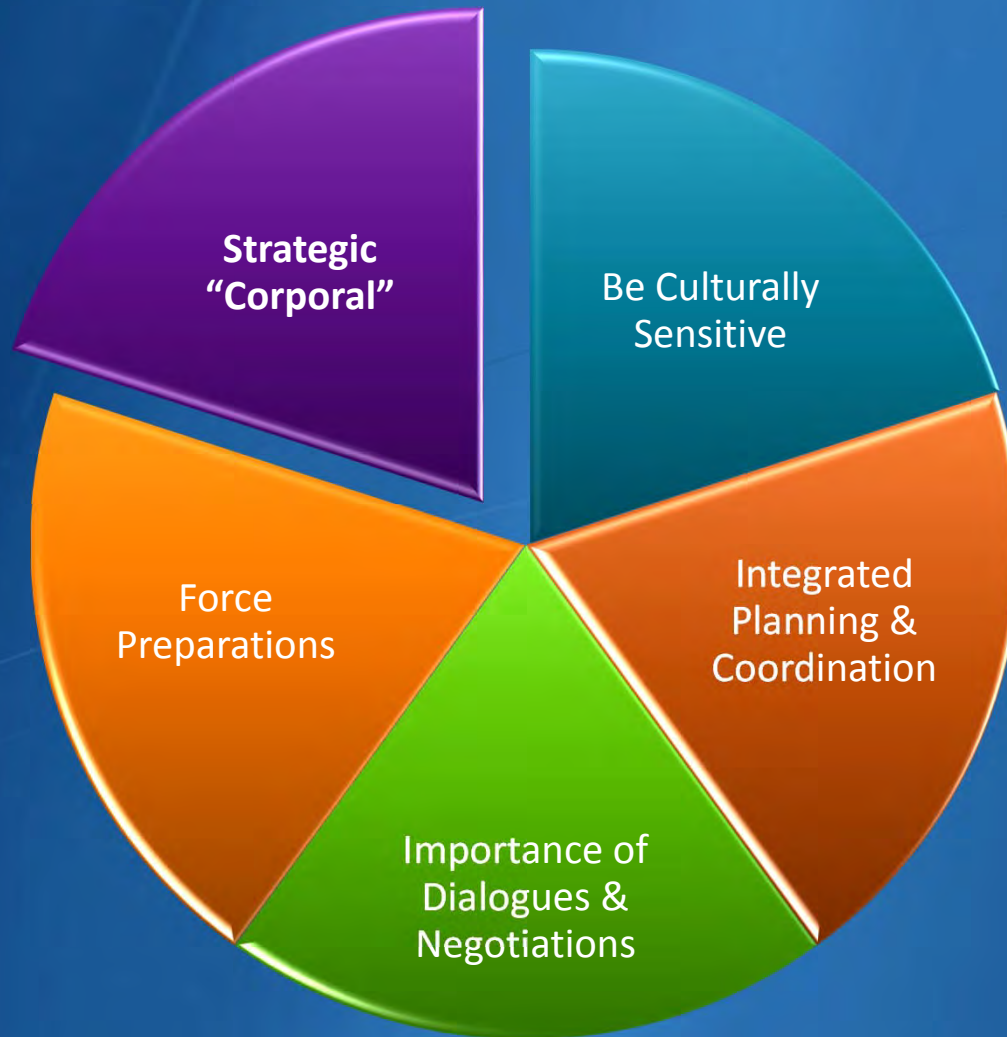 Strategic
“Corporal”
Be Culturally
Sensitive
Integrated
Planning &
Coordination
Importance of
Dialogues &
Negotiations
Force
Preparations